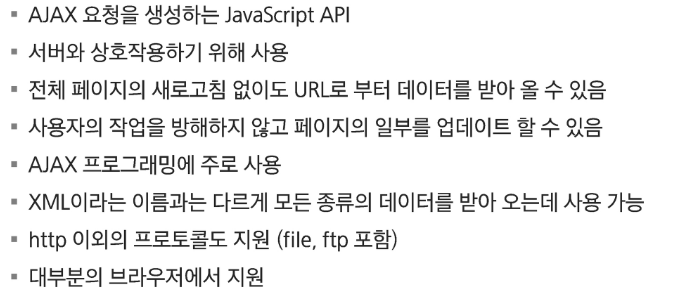 ▪ AJAX 요청을 생성하는 JavaScript API
▪ 서버와 상호작용하기 위해 사용
▪ 전체 페이지의 새로고침 없이도 URL로 부터 데이터를 받아 올 수 있음
▪ 사용자의 작업을 방해하지 않고 페이지의 일부를 업데이트 할 수 있음
▪ AJAX 프로그래밍에 주로 사용
▪ XML이라는 이름과는 다르게 모든 종류의 데이터를 받아 오는데 사용 가능
▪ http 이외의 프로토콜도 지원 (file, ftp 포함)
▪ 대부분의 브라우저에서 지원